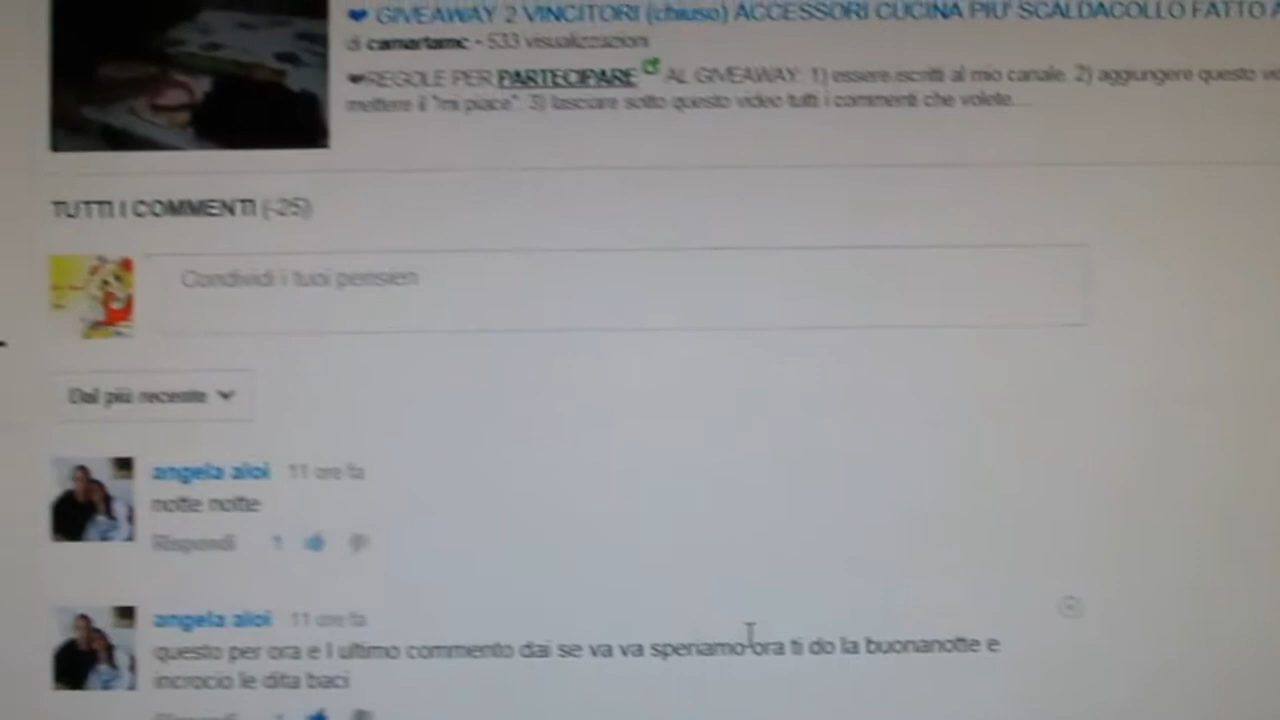 ❤ GIVEAWAY 2 VINCITORI (chiuso) ACCESSORI CUCINA PIU' SCALDACOLLO FATTO A
di camartamc - 533 visualizzazioni
❤REGOLE PER PARTECIPARE AL GIVEAWAY: 1) essere iscritti al mio canale. 2) aggiungere questo vi
mettere il "mi piace". 3) lasciare sotto questo video tutti i commenti che volete...
TUTTI I COMMENTI (-25)
Condividi i tuoi pensieri
Dal più recente
angela aloi 11 ore fa
notte notte
Rispondi 1
angela aloi 11 ore fa
questo per ora e l ultimo commento dai se va va speriamo ora ti do la buonanotte e
incrocio le dita baci